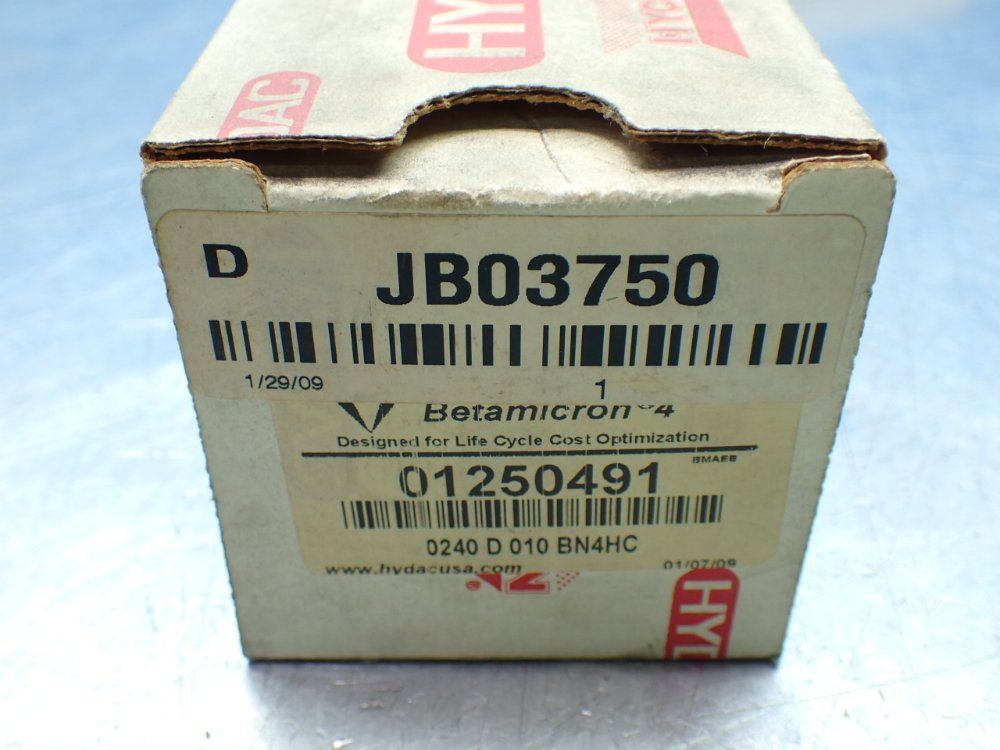 HYDAC
D JB03750
1/29/09 1
Betamicron®4
Designed for Life Cycle Cost Optimization
BMAEB
01250491
0240 D 010 BN4HC
www.hydacusa.com 01/07/09